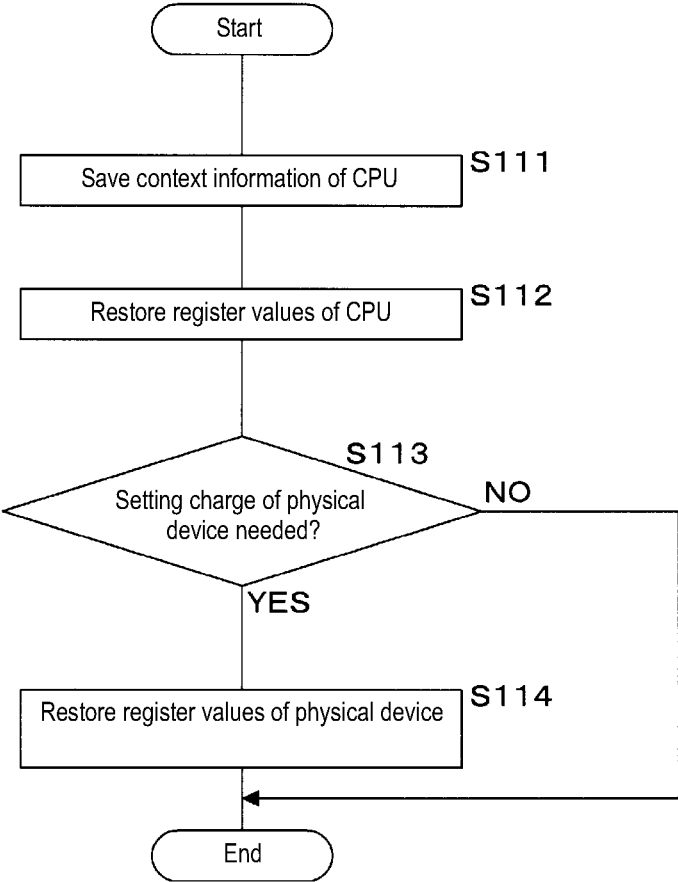 Start
S111
Save context information of CPU
S112
Restore register values of CPU
S113
Setting charge of physical
device needed?
NO
YES
S114
Restore register values of physical device
End